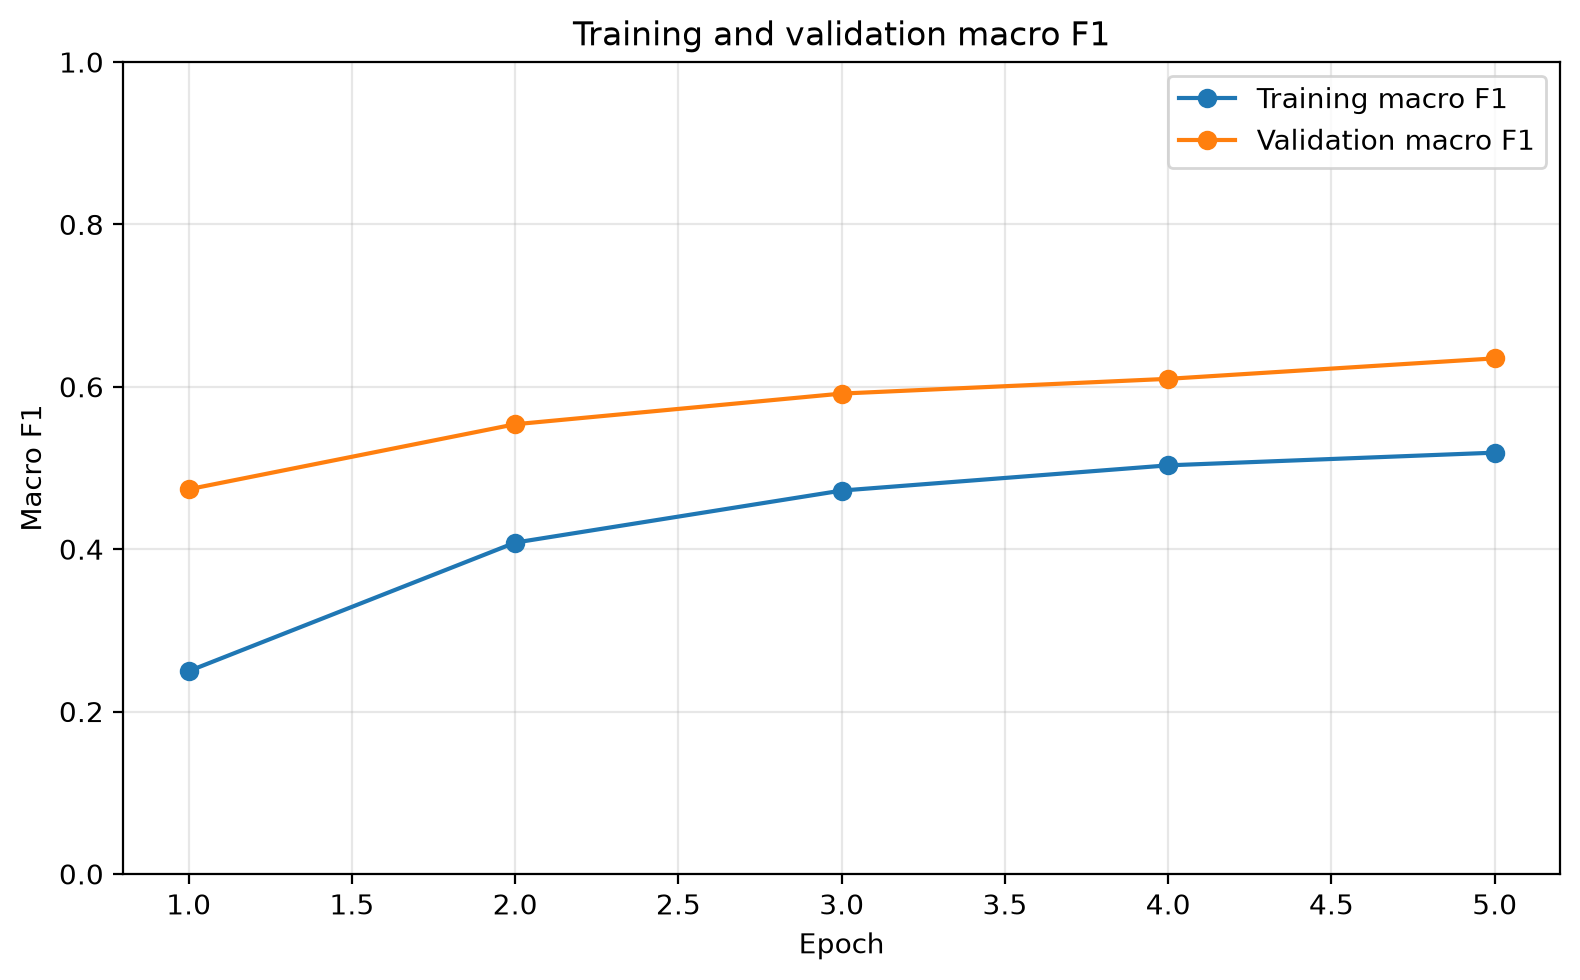 Training and validation macro F1
1.0
Training macro F1
Validation macro F1
0.8
0.6
Macro F1
0.4
0.2
0.0
1.0 1.5 2.0 2.5 3.0 3.5 4.0 4.5 5.0
Epoch